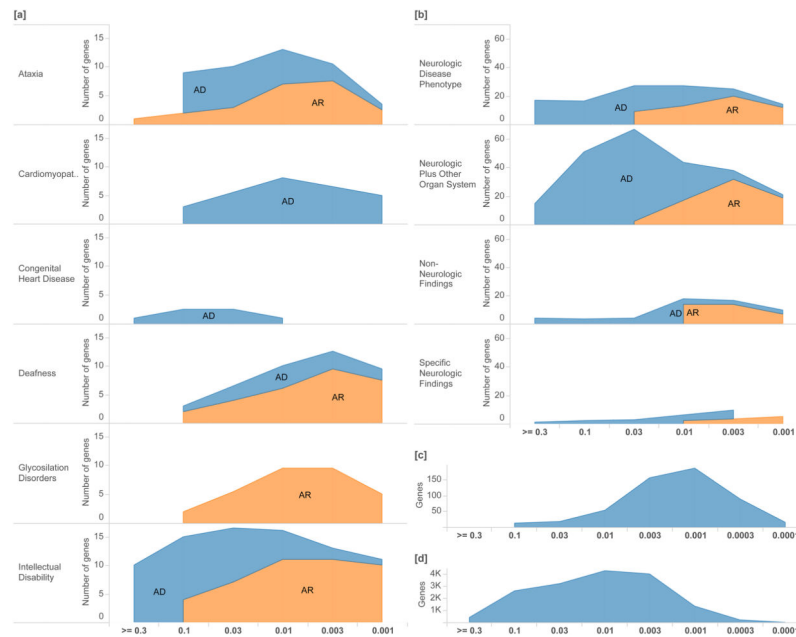 [a]
Ataxia
Number of genes
15
10
5
0
AD
AR
Cardiomyopat..
Number of genes
15
10
5
0
AD
Congenital
Heart Disease
Number of genes
15
10
5
0
AD
Deafness
Number of genes
15
10
5
0
AD
AR
Glycosilation
Disorders
Number of genes
15
10
5
0
AR
Intellectual
Disability
Number of genes
15
10
5
0
AD
AR
>= 0.3 0.1 0.03 0.01 0.003 0.001
[b]
Neurologic
Disease
Phenotype
Number of genes
60
40
20
0
AD
AR
Neurologic
Plus Other
Organ System
Number of genes
60
40
20
0
AD
AR
Non-
Neurologic
Findings
Number of genes
60
40
20
0
AD
AR
Specific
Neurologic
Findings
Number of genes
60
40
20
0
>= 0.3 0.1 0.03 0.01 0.003 0.001
[c]
Genes
150
100
50
>= 0.3 0.1 0.03 0.01 0.003 0.001 0.0003 0.0001
[d]
Genes
4K
3K
2K
1K
>= 0.3 0.1 0.03 0.01 0.003 0.001 0.0003